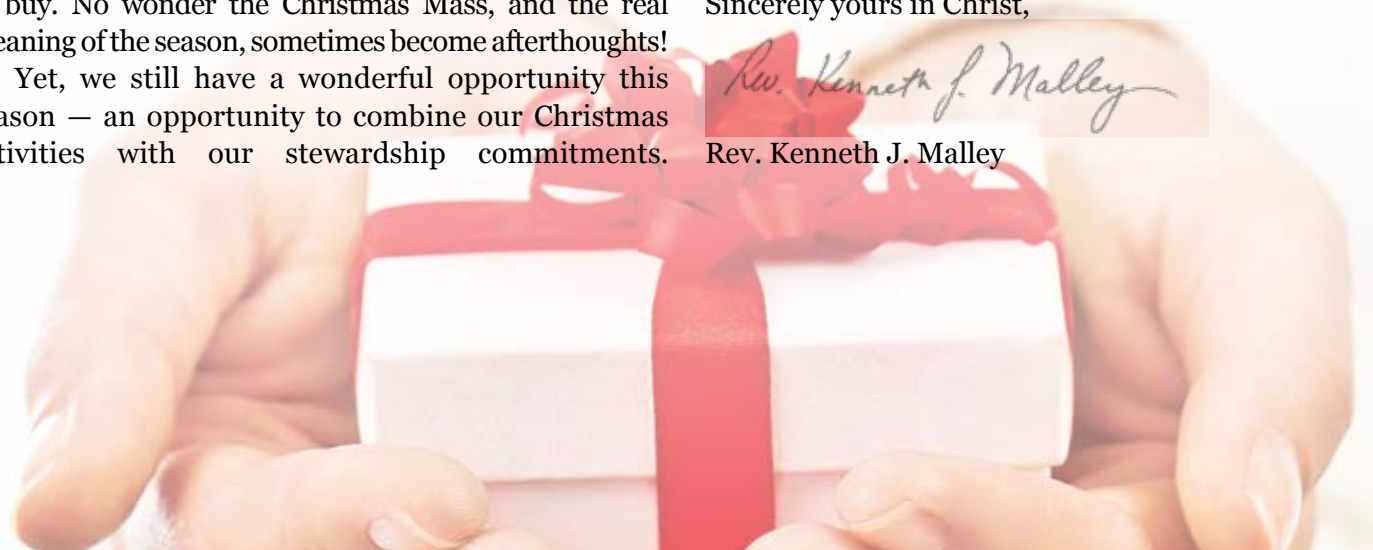 buy. No wonder the Christmas Mass, and the real
eaning of the season, sometimes become afterthoughts!
Yet, we still have a wonderful opportunity this
ason — an opportunity to combine our Christmas
tivities with our stewardship commitments.
Sincerely yours in Christ,
Rev. Kenneth J. Malley
Rev. Kenneth J. Malley